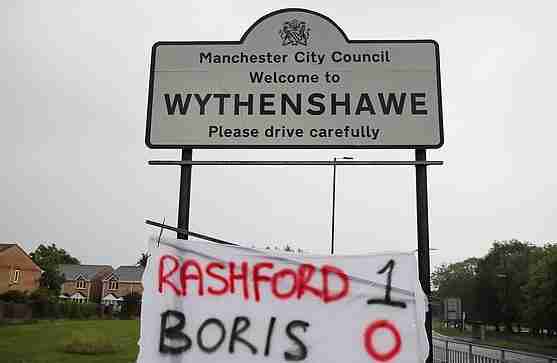 Manchester City Council
Welcome to
WYTHENSHAWE
Please drive carefully
RASHFORD 1
BORIS 0